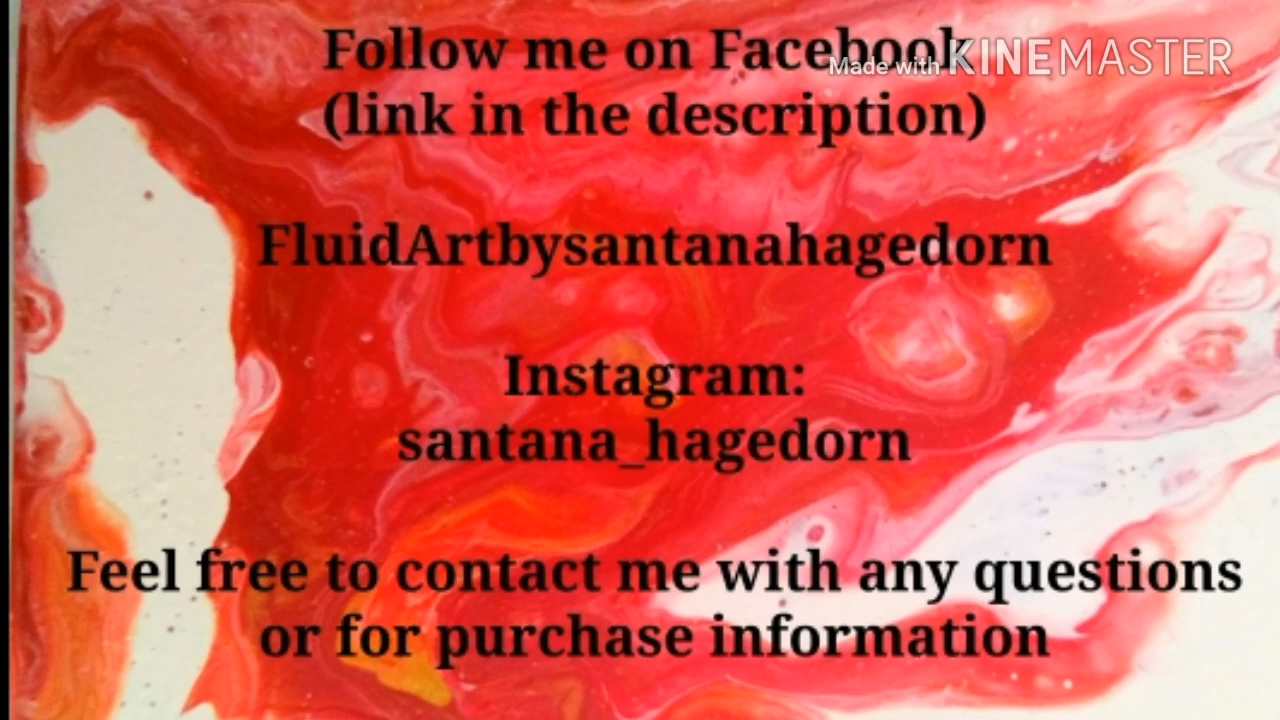 Follow me on Facebook
Made with KINEMASTER
(link in the description)
FluidArtbysantanahagedorn
Instagram:
santana_hagedorn
Feel free to contact me with any questions
or for purchase information